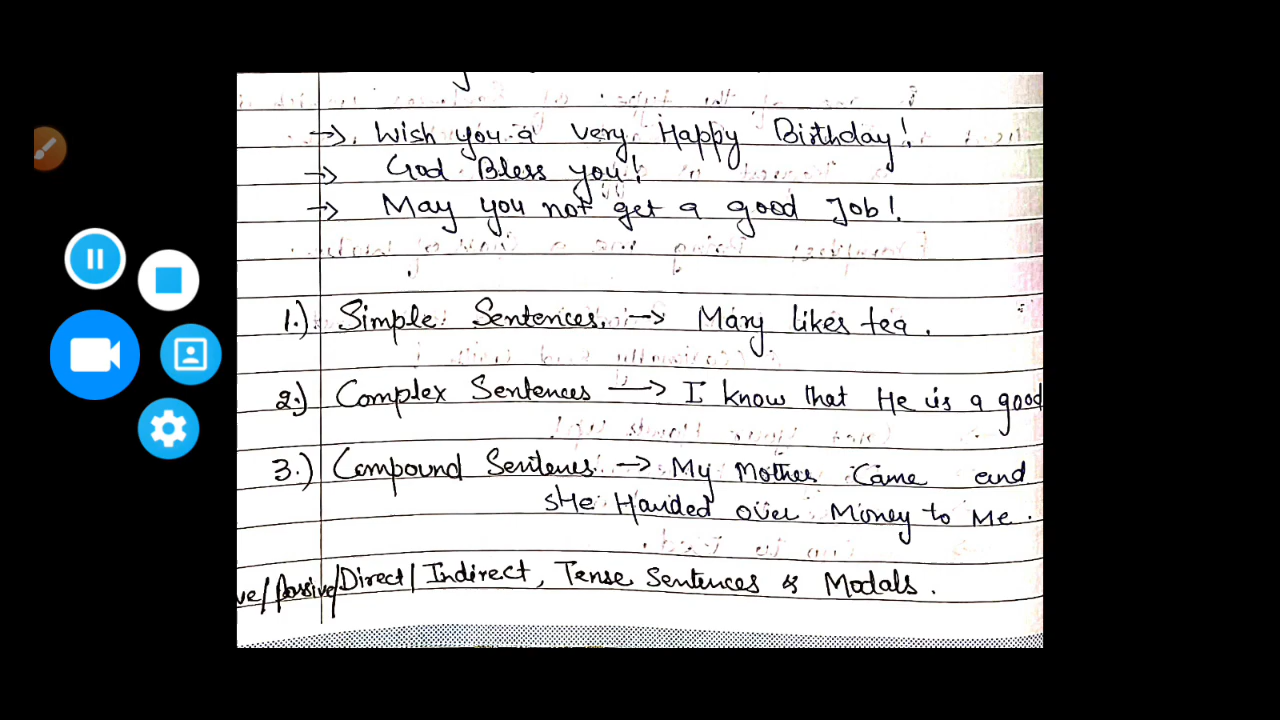 → Wish you a very Happy Birthday!
→ God Bless you!
→ May you not get a good Job!
1.) Simple Sentences. → Mary likes tea.
2.) Complex Sentences → I know that He is a good
3.) Compound Sentenes → My Mother Came and
she Handed over Money to Me.
ve/Passive/Direct/Indirect, Tense Sentences & Modals.